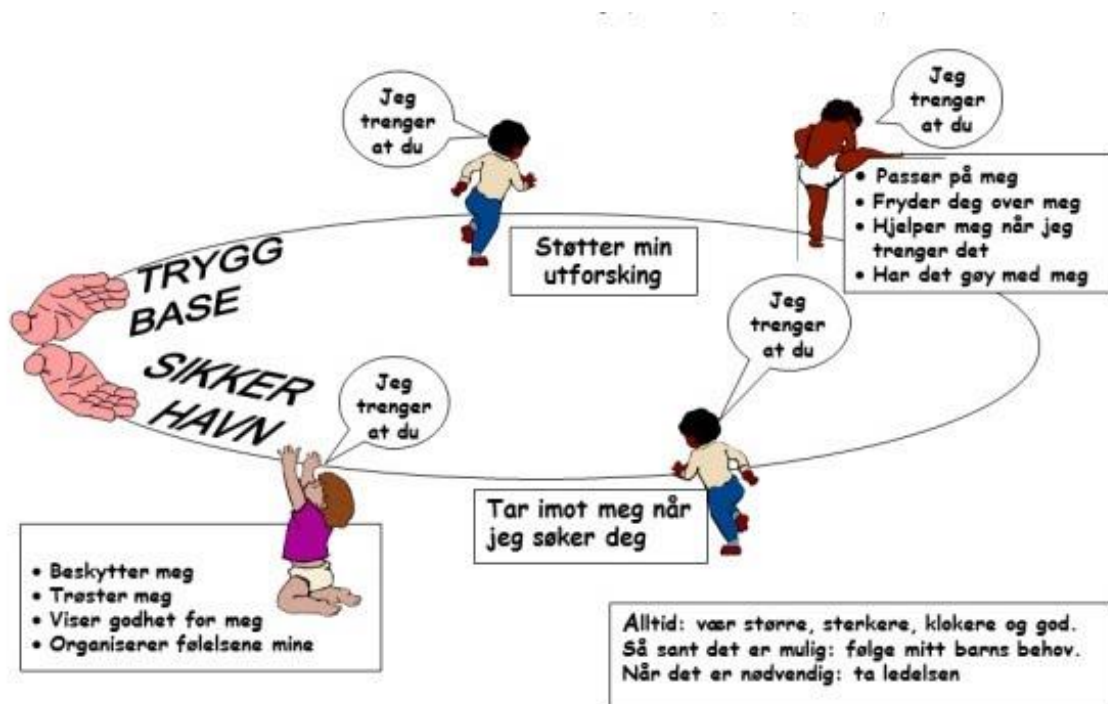 Jeg
trenger
at du
Jeg
trenger
at du
• Passer på meg
• Fryder deg over meg
• Hjelper meg når jeg
trenger det
• Har det gøy med meg
Støtter min
utforsking
TRYGG
BASE
SIKKER
HAVN
Jeg
trenger
at du
Jeg
trenger
at du
Tar imot meg når
jeg søker deg
• Beskytter meg
• Trøster meg
• Viser godhet for meg
• Organiserer følelsene mine
Alltid: vær større, sterkere, klokere og god.
Så sant det er mulig: følge mitt barns behov.
Når det er nødvendig: ta ledelsen